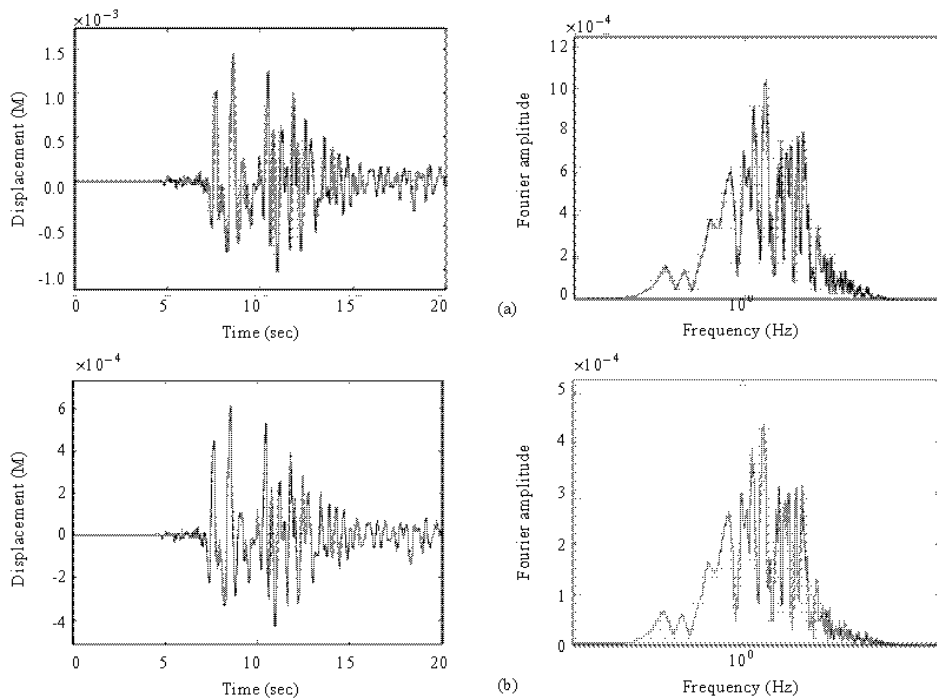 ×10⁻³
1.5
1.0
0.5
0.0
-0.5
-1.0
Displacement (M)
0 5 10 15 20
Time (sec)
×10⁻⁴
12
10
8
6
4
2
0
Fourier amplitude
10⁰
Frequency (Hz)
(a)
×10⁻⁴
6
4
2
0
-2
-4
Displacement (M)
0 5 10 15 20
Time (sec)
×10⁻⁴
5
4
3
2
1
0
Fourier amplitude
10⁰
Frequency (Hz)
(b)